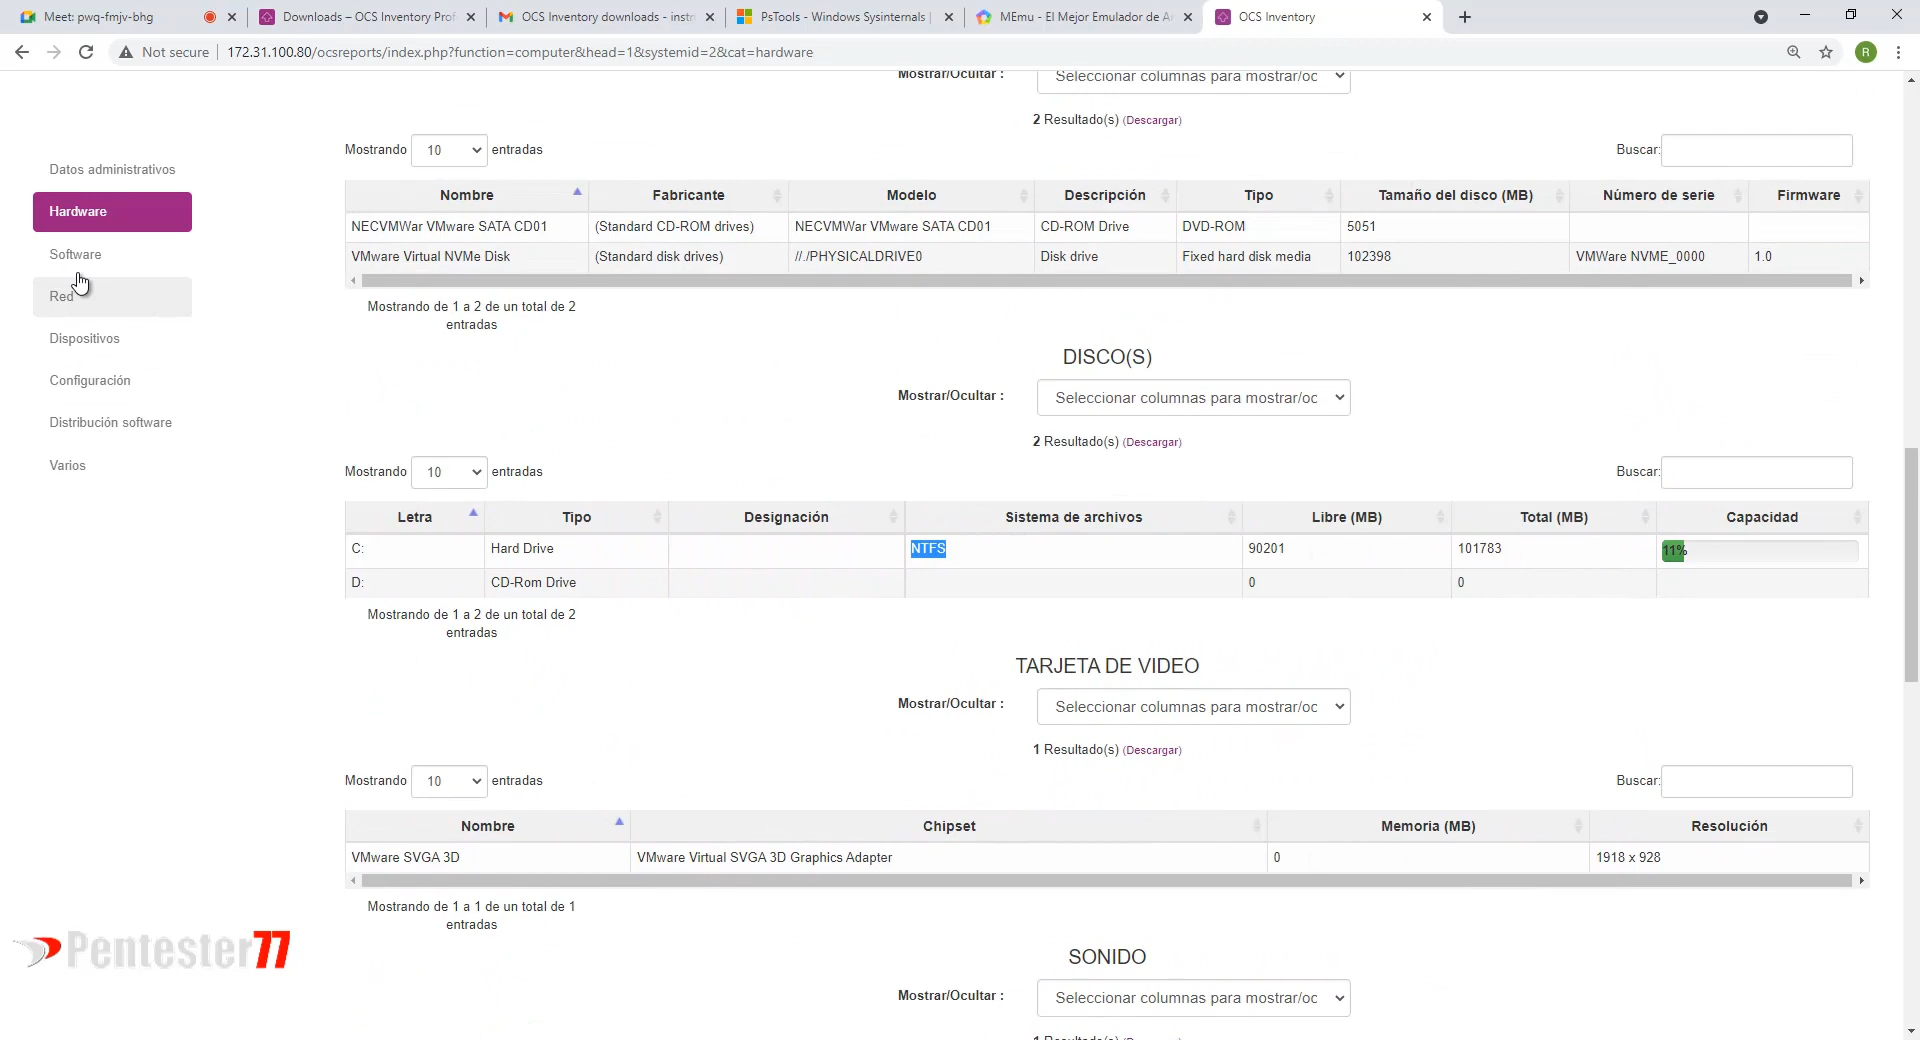 Meet: pwq-fmjv-bhg
Downloads – OCS Inventory Prof
OCS Inventory downloads - instr
PsTools - Windows Sysinternals |
MEmu - El Mejor Emulador de A
OCS Inventory
Not secure
172.31.100.80/ocsreports/index.php?function=computer&head=1&systemid=2&cat=hardware
R
Mostrar/Ocultar :
Seleccionar columnas para mostrar/oc
2 Resultado(s) (Descargar)
Mostrando 10 entradas
Buscar:
Datos administrativos
Hardware
Software
Red
Dispositivos
Configuración
Distribución software
Varios
Nombre Fabricante Modelo Descripción Tipo Tamaño del disco (MB) Número de serie Firmware
NECVMWar VMware SATA CD01 (Standard CD-ROM drives) NECVMWar VMware SATA CD01 CD-ROM Drive DVD-ROM 5051
VMware Virtual NVMe Disk (Standard disk drives) //./PHYSICALDRIVE0 Disk drive Fixed hard disk media 102398 VMWare NVME_0000 1.0
Mostrando de 1 a 2 de un total de 2
entradas
DISCO(S)
Mostrar/Ocultar :
Seleccionar columnas para mostrar/oc
2 Resultado(s) (Descargar)
Mostrando 10 entradas
Buscar:
Letra Tipo Designación Sistema de archivos Libre (MB) Total (MB) Capacidad
C: Hard Drive NTFS 90201 101783 11%
D: CD-Rom Drive 0 0
Mostrando de 1 a 2 de un total de 2
entradas
TARJETA DE VIDEO
Mostrar/Ocultar :
Seleccionar columnas para mostrar/oc
1 Resultado(s) (Descargar)
Mostrando 10 entradas
Buscar:
Nombre Chipset Memoria (MB) Resolución
VMware SVGA 3D VMware Virtual SVGA 3D Graphics Adapter 0 1918 x 928
Mostrando de 1 a 1 de un total de 1
entradas
Pentester77
SONIDO
Mostrar/Ocultar :
Seleccionar columnas para mostrar/oc
1 Resultado(s) (Descargar)